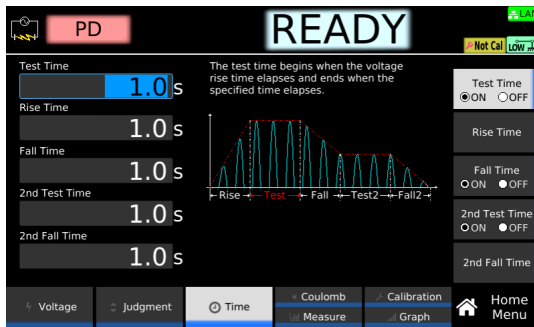 PD
READY
LAN
Not Cal
LOW
Test Time
1.0 s
Rise Time
1.0 s
Fall Time
1.0 s
2nd Test Time
1.0 s
2nd Fall Time
1.0 s
The test time begins when the voltage
rise time elapses and ends when the
specified time elapses.
Rise
Test
Fall
Test2
Fall2
Test Time
ON OFF
Rise Time
Fall Time
ON OFF
2nd Test Time
ON OFF
2nd Fall Time
Voltage
Judgment
Time
Coulomb
Measure
Calibration
Graph
Home
Menu